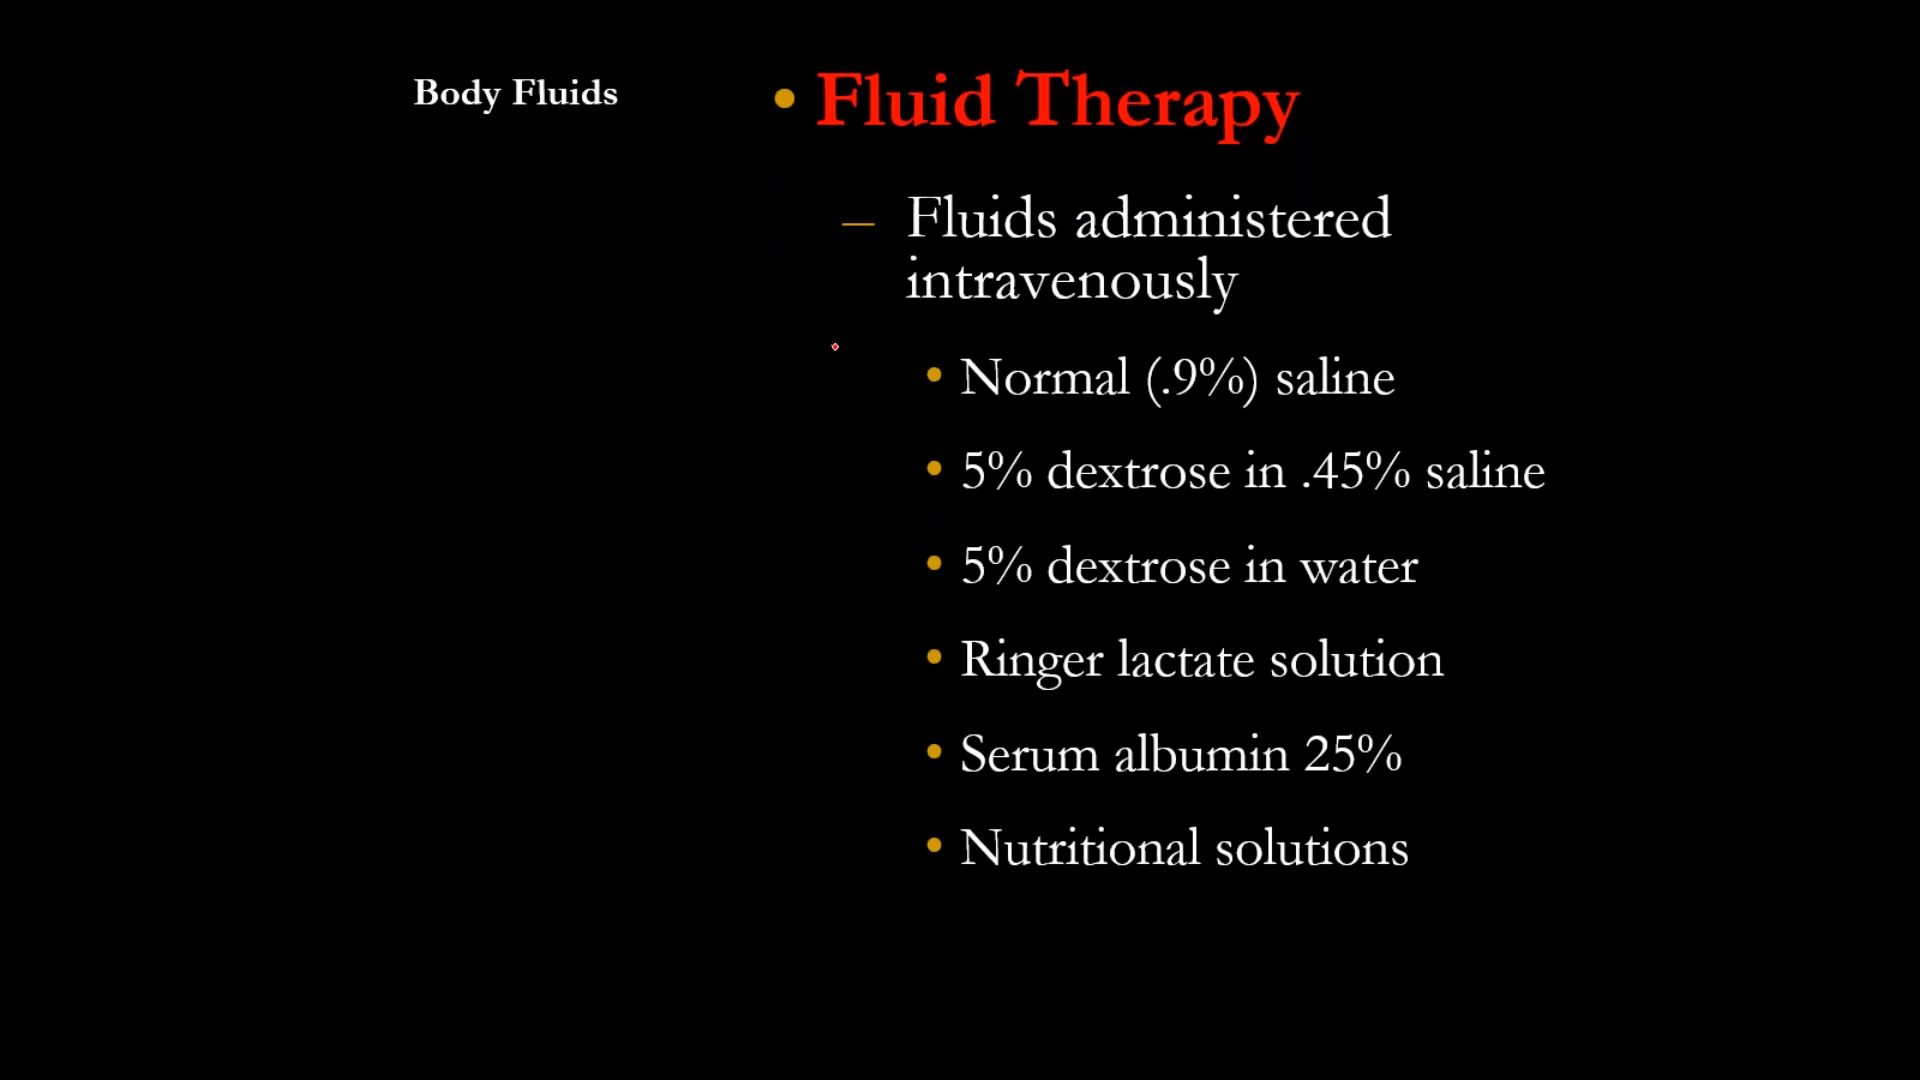 Body Fluids
• Fluid Therapy
– Fluids administered
intravenously
• Normal (.9%) saline
• 5% dextrose in .45% saline
• 5% dextrose in water
• Ringer lactate solution
• Serum albumin 25%
• Nutritional solutions